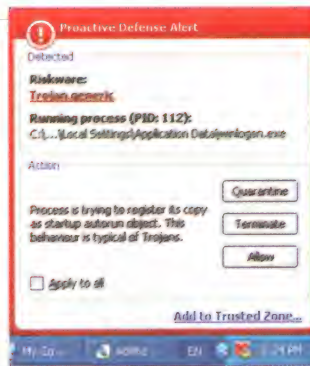 Proactive Defense Alert
Detected
Riskware:
Trojan.generic
Running process (PID: 112):
C:\...\Local Settings\Application Data\winlogon.exe
Action
Process is trying to register its copy
as startup autorun object. This
behaviour is typical of Trojans.
Quarantine
Terminate
Allow
Apply to all
Add to Trusted Zone...
EN